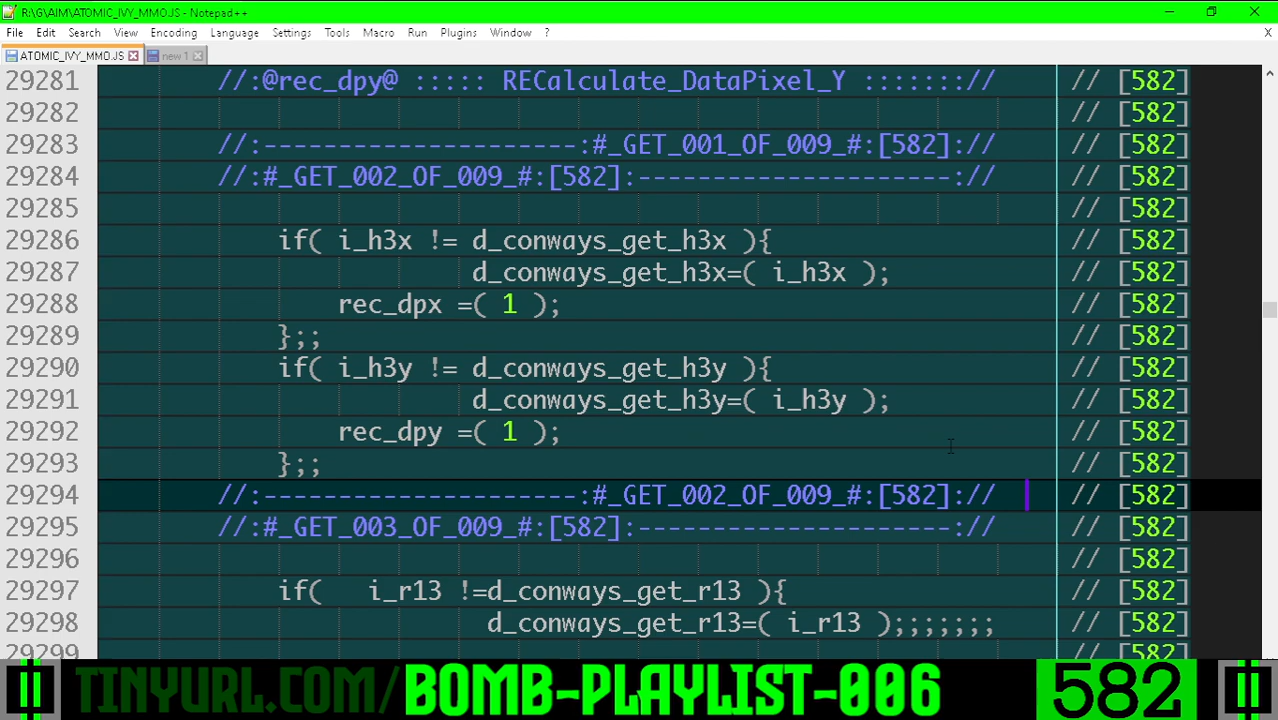 R:\G\AIM\ATOMIC_IVY_MMO.JS - Notepad++
File Edit Search View Encoding Language Settings Tools Macro Run Plugins Window ? X
ATOMIC_IVY_MMO.JS new 1
29281 //:@rec_dpy@ ::::: RECalculate_DataPixel_Y :::::::// // [582]
29282 // [582]
29283 //:---------------------:#_GET_001_OF_009_#:[582]:// // [582]
29284 //:#_GET_002_OF_009_#:[582]:---------------------:// // [582]
29285 // [582]
29286 if( i_h3x != d_conways_get_h3x ){ // [582]
29287 d_conways_get_h3x=( i_h3x ); // [582]
29288 rec_dpx =( 1 ); // [582]
29289 };; // [582]
29290 if( i_h3y != d_conways_get_h3y ){ // [582]
29291 d_conways_get_h3y=( i_h3y ); // [582]
29292 rec_dpy =( 1 ); // [582]
29293 };; // [582]
29294 //:---------------------:#_GET_002_OF_009_#:[582]:// // [582]
29295 //:#_GET_003_OF_009_#:[582]:---------------------:// // [582]
29296 // [582]
29297 if( i_r13 !=d_conways_get_r13 ){ // [582]
29298 d_conways_get_r13=( i_r13 );;;;;;; // [582]
29299 // [582]
TINYURL.COM/BOMB-PLAYLIST-006 582